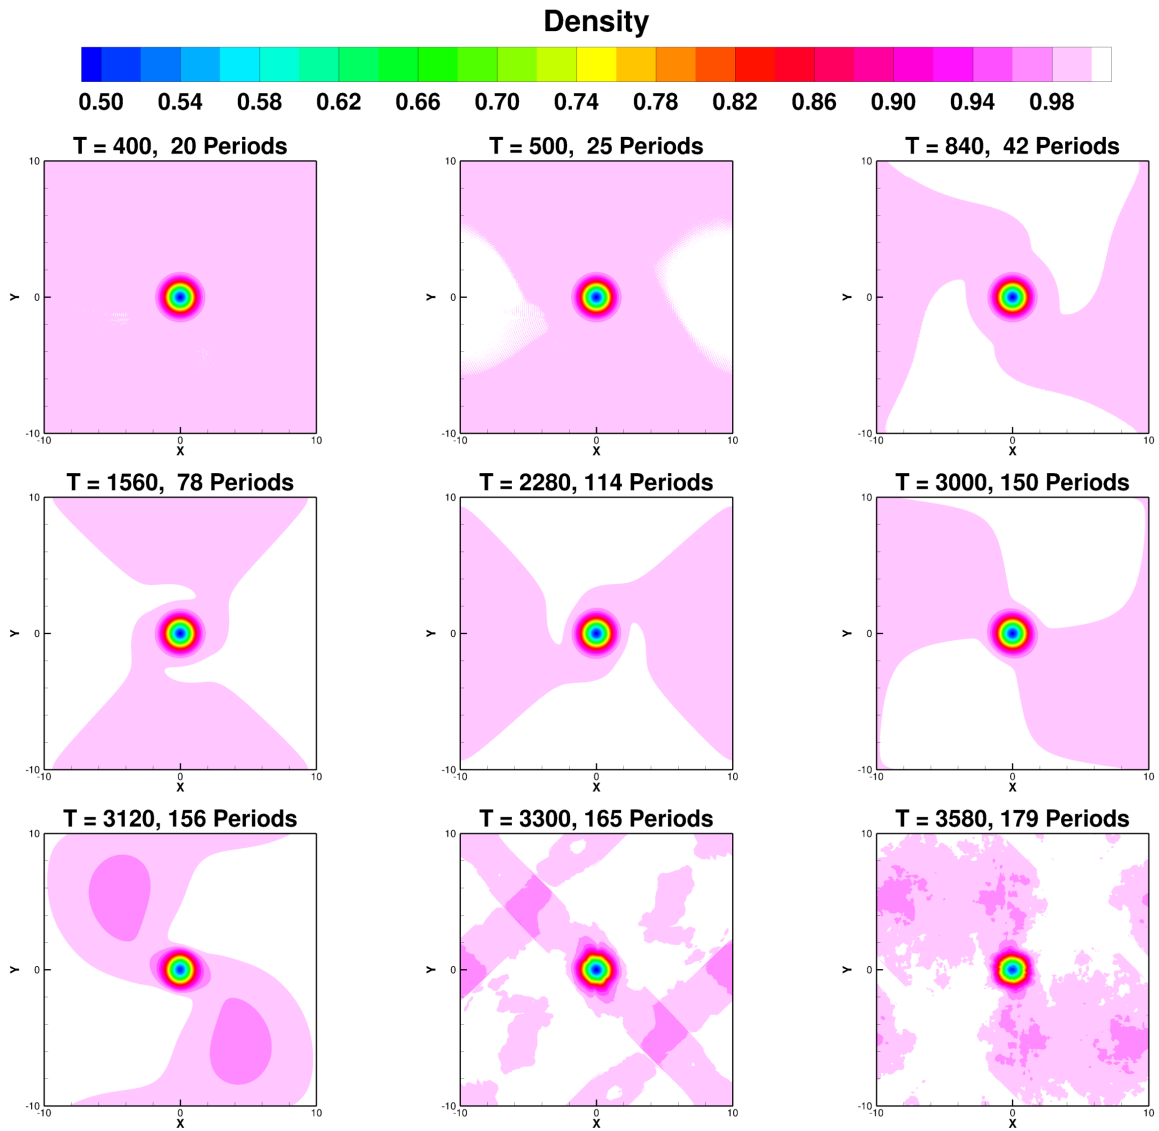 Density
0.50 0.54 0.58 0.62 0.66 0.70 0.74 0.78 0.82 0.86 0.90 0.94 0.98
T = 400,  20 Periods
10
Y
0
-10
-10 0 10
X
T = 500,  25 Periods
10
Y
0
-10
-10 0 10
X
T = 840,  42 Periods
10
Y
0
-10
-10 0 10
X
T = 1560,  78 Periods
10
Y
0
-10
-10 0 10
X
T = 2280, 114 Periods
10
Y
0
-10
-10 0 10
X
T = 3000, 150 Periods
10
Y
0
-10
-10 0 10
X
T = 3120, 156 Periods
10
Y
0
-10
-10 0 10
X
T = 3300, 165 Periods
10
Y
0
-10
-10 0 10
X
T = 3580, 179 Periods
10
Y
0
-10
-10 0 10
X